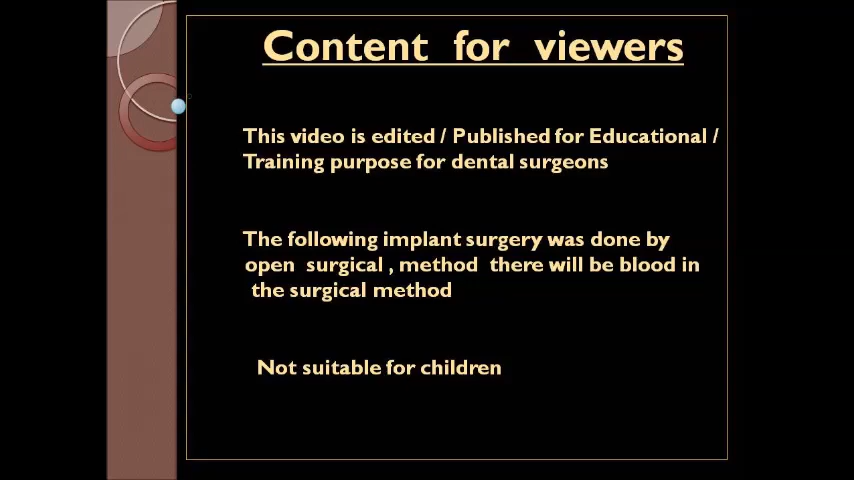 Content for viewers
This video is edited / Published for Educational /
Training purpose for dental surgeons
The following implant surgery was done by
open surgical , method there will be blood in
the surgical method
Not suitable for children